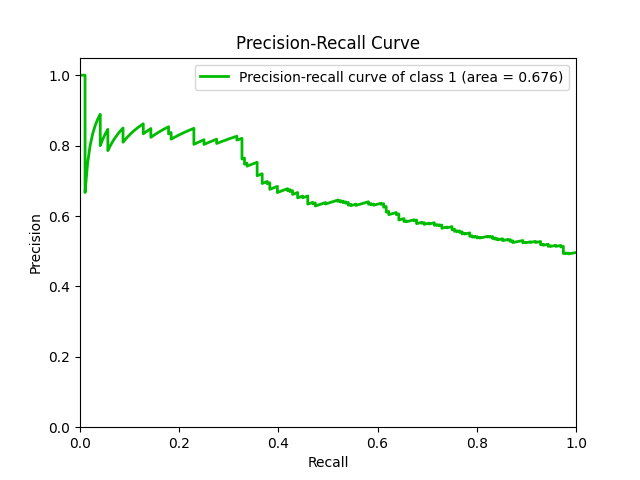 Precision-Recall Curve
Precision-recall curve of class 1 (area = 0.676)
1.0
0.8
0.6
0.4
0.2
0.0
Precision
0.0 0.2 0.4 0.6 0.8 1.0
Recall